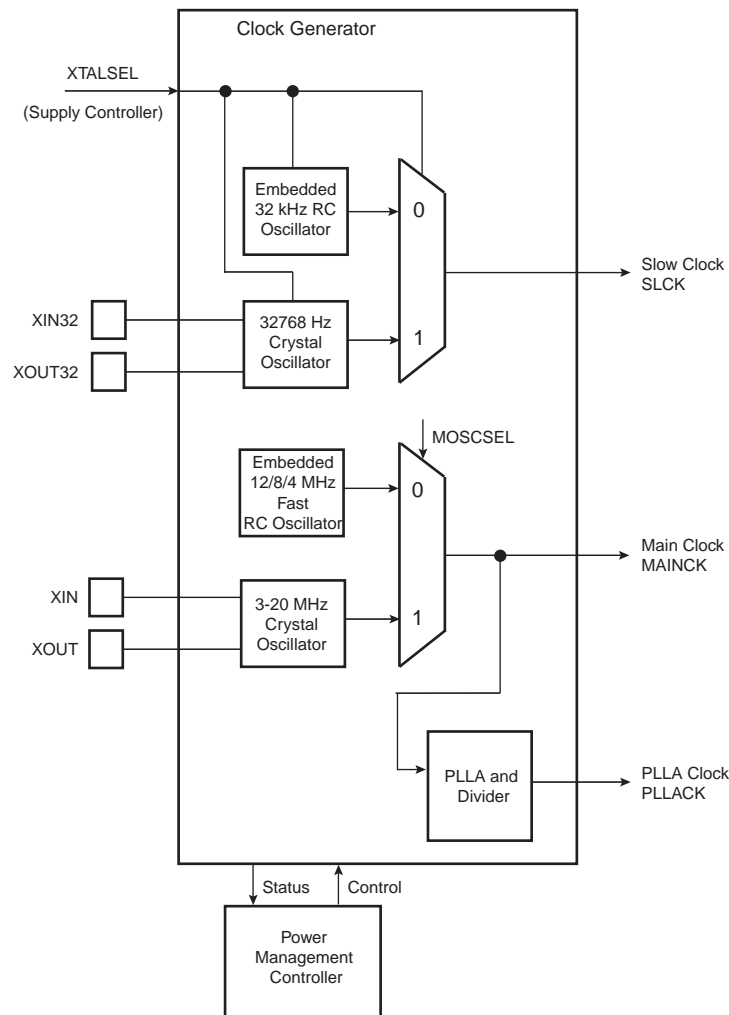 Clock Generator
XTALSEL
(Supply Controller)
Embedded
32 kHz RC
Oscillator
0
Slow Clock
SLCK
XIN32
32768 Hz
Crystal
Oscillator
1
XOUT32
MOSCSEL
Embedded
12/8/4 MHz
Fast
RC Oscillator
0
Main Clock
MAINCK
XIN
3-20 MHz
Crystal
Oscillator
1
XOUT
PLLA and
Divider
PLLA Clock
PLLACK
Status
Control
Power
Management
Controller